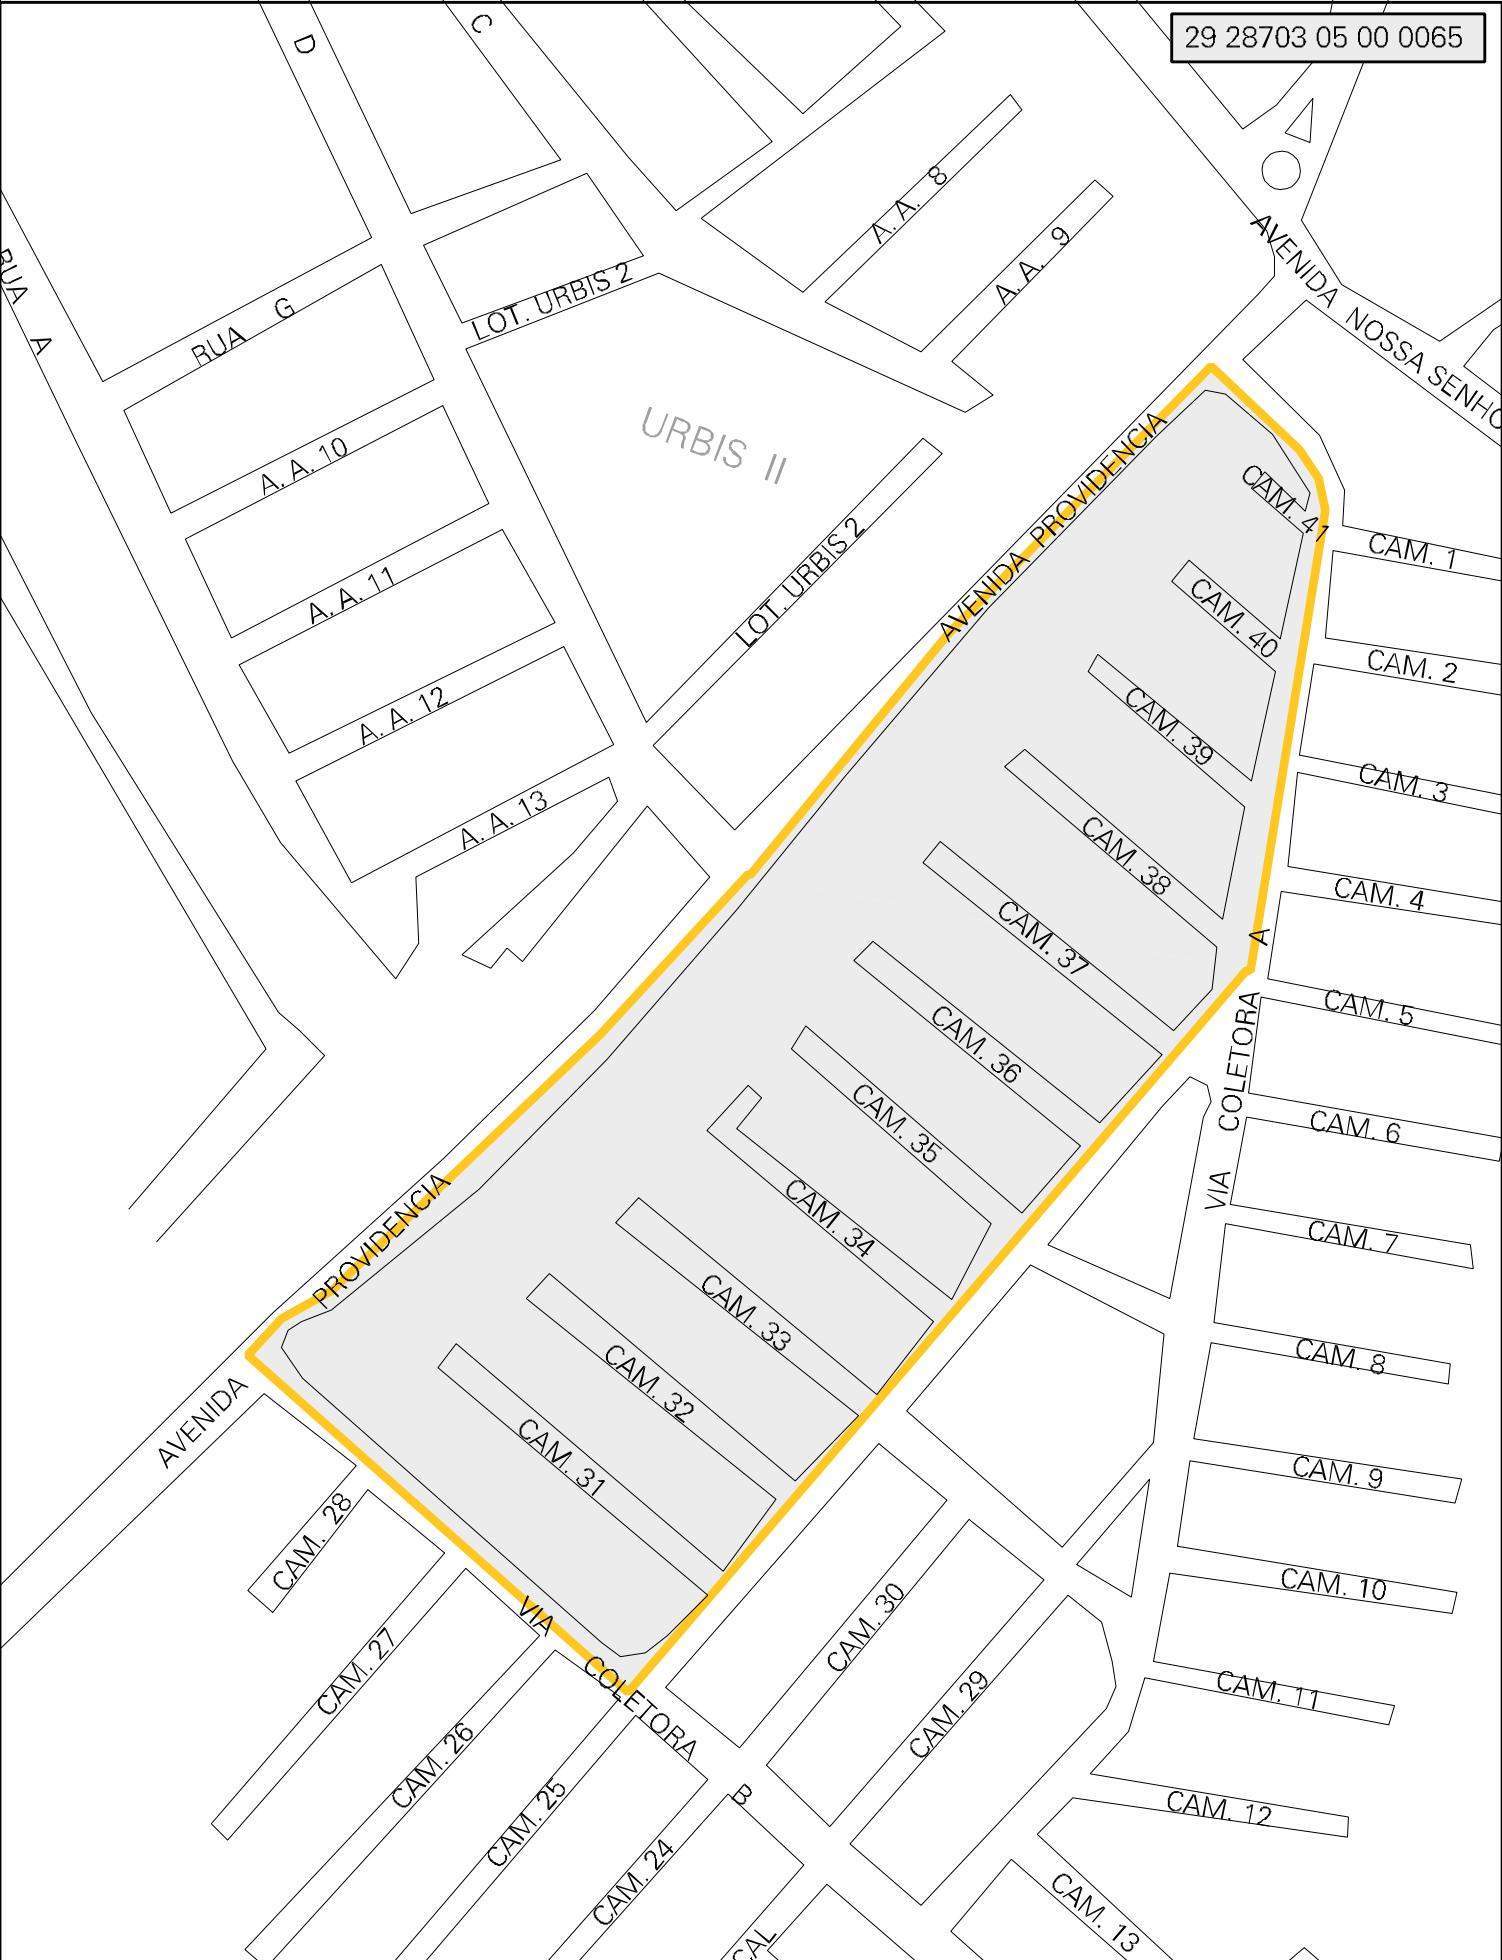 29 28703 05 00 0065
D
C
A. A. 8
A. A. 9
AVENIDA NOSSA SENHO
RUA A
RUA G
LOT. URBIS 2
URBIS II
A. A. 10
A. A. 11
A. A. 12
A. A. 13
LOT. URBIS 2
AVENIDA PROVIDENCIA
CAM. 41
CAM. 40
CAM. 39
CAM. 38
CAM. 37
CAM. 36
CAM. 35
CAM. 34
CAM. 33
CAM. 32
CAM. 31
CAM. 1
CAM. 2
CAM. 3
CAM. 4
CAM. 5
CAM. 6
CAM. 7
CAM. 8
CAM. 9
CAM. 10
CAM. 11
CAM. 12
CAM. 13
VIA COLETORA A
AVENIDA PROVIDENCIA
CAM. 28
CAM. 27
CAM. 26
CAM. 25
CAM. 24
VIA COLETORA B
CAM. 30
CAM. 29
CAL